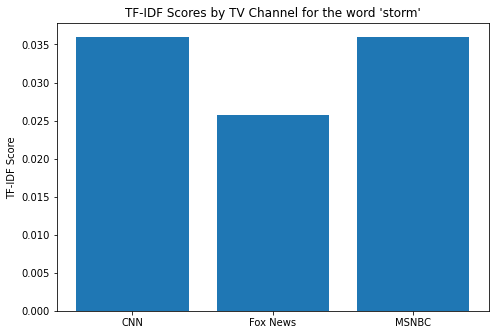 TF-IDF Scores by TV Channel for the word 'storm'
TF-IDF Score
0.035
0.030
0.025
0.020
0.015
0.010
0.005
0.000
CNN
Fox News
MSNBC